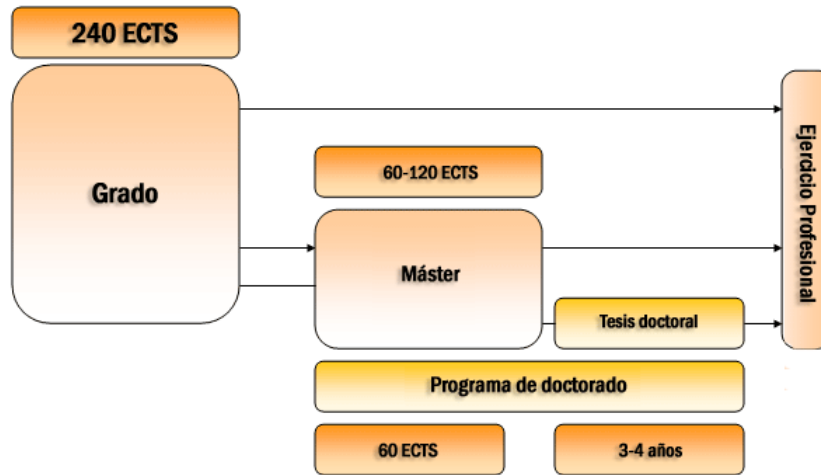 240 ECTS
Grado
60-120 ECTS
Máster
Tesis doctoral
Programa de doctorado
60 ECTS
3-4 años
Ejercicio Profesional